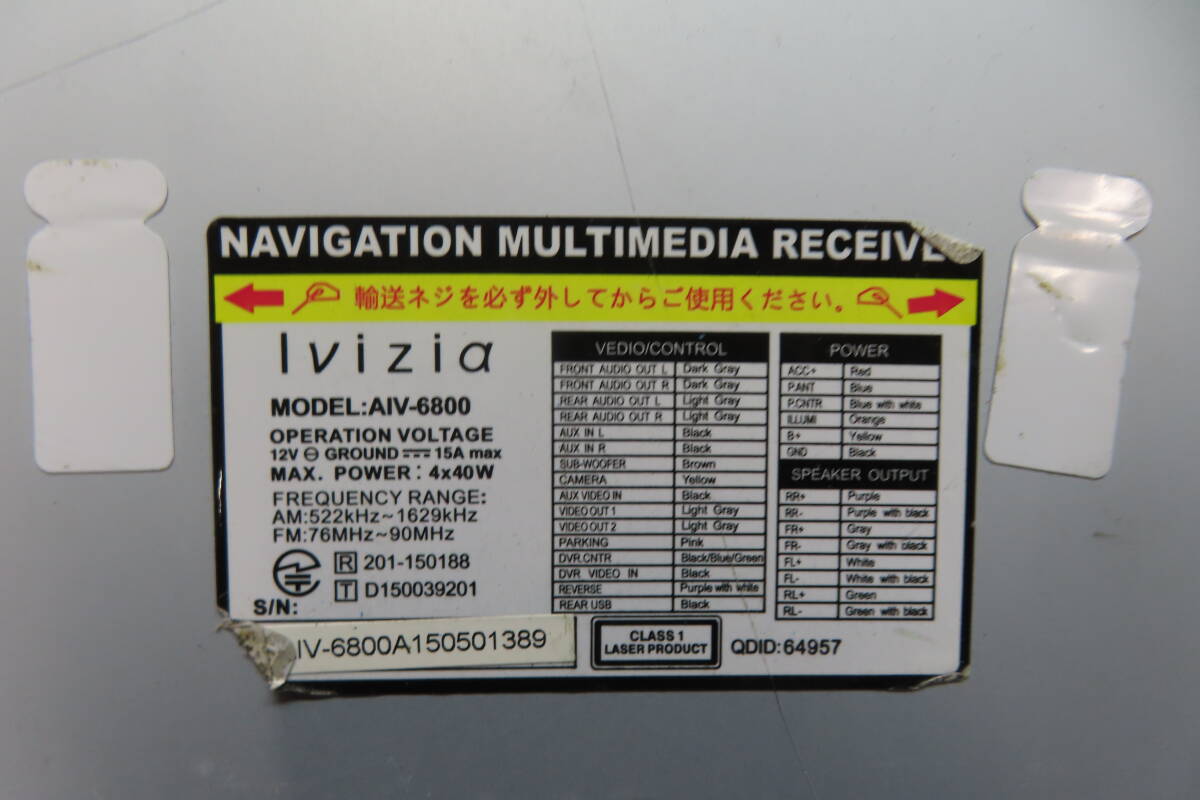 NAVIGATION MULTIMEDIA RECEIVE
輸送ネジを必ず外してからご使用ください。
Ivizia
MODEL:AIV-6800
OPERATION VOLTAGE
12V ⊖ GROUND ⎓ 15A max
MAX. POWER : 4x40W
FREQUENCY RANGE:
AM:522kHz~1629kHz
FM:76MHz~90MHz
R 201-150188
T D150039201
S/N:
IV-6800A150501389
VEDIO/CONTROL
FRONT AUDIO OUT L Dark Gray
FRONT AUDIO OUT R Dark Gray
REAR AUDIO OUT L Light Gray
REAR AUDIO OUT R Light Gray
AUX IN L Black
AUX IN R Black
SUB-WOOFER Brown
CAMERA Yellow
AUX VIDEO IN Black
VIDEO OUT 1 Light Gray
VIDEO OUT 2 Light Gray
PARKING Pink
DVR.CNTR Black/Blue/Green
DVR VIDEO IN Black
REVERSE Purple with white
REAR USB Black
POWER
ACC+ Red
P.ANT Blue
P.CNTR Blue with white
ILLUMI Orange
B+ Yellow
GND Black
SPEAKER OUTPUT
RR+ Purple
RR- Purple with black
FR+ Gray
FR- Gray with black
FL+ White
FL- White with black
RL+ Green
RL- Green with black
CLASS 1
LASER PRODUCT
QDID:64957